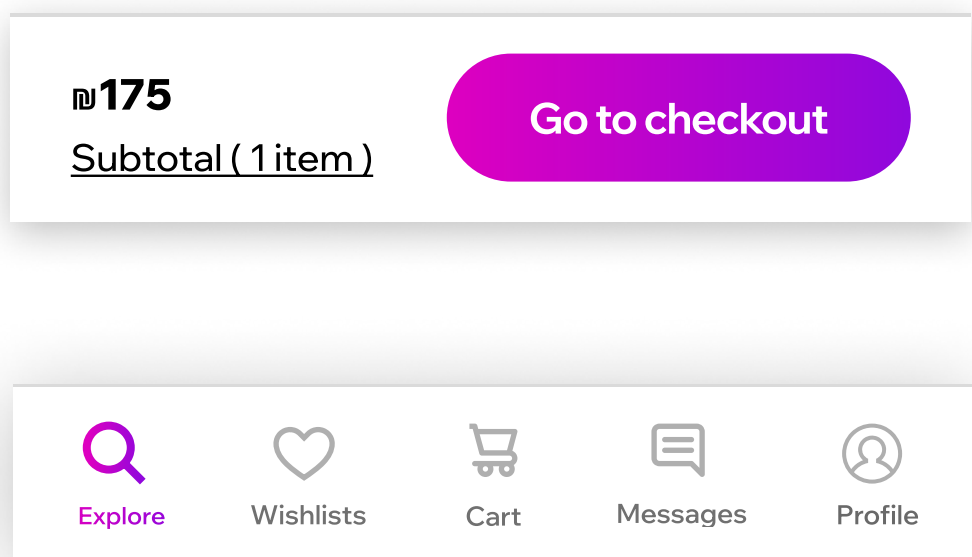 ₪175
Subtotal ( 1 item )
Go to checkout
Explore
Wishlists
Cart
Messages
Profile